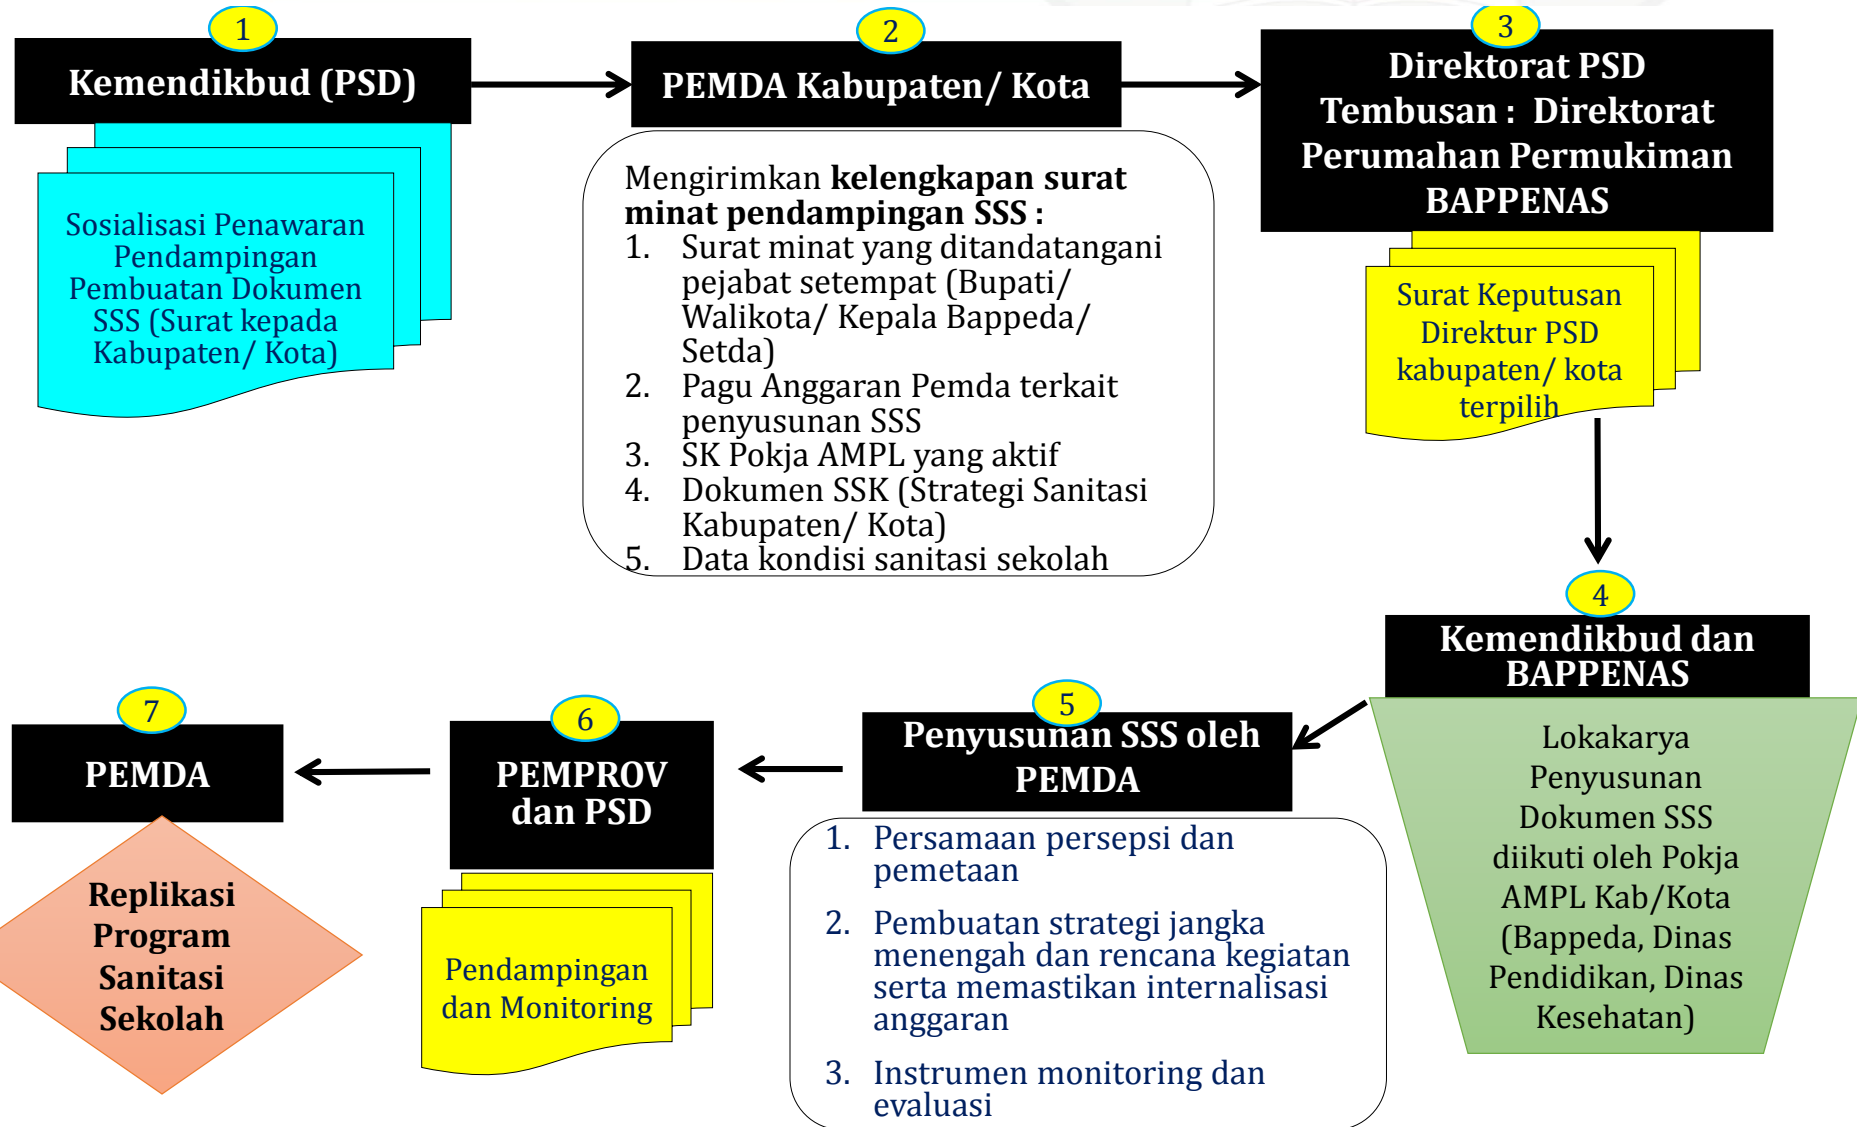 1
Kemendikbud (PSD)
Sosialisasi Penawaran
Pendampingan
Pembuatan Dokumen
SSS (Surat kepada
Kabupaten/ Kota)
2
PEMDA Kabupaten/ Kota
Mengirimkan kelengkapan surat
minat pendampingan SSS :
1. Surat minat yang ditandatangani
pejabat setempat (Bupati/
Walikota/ Kepala Bappeda/
Setda)
2. Pagu Anggaran Pemda terkait
penyusunan SSS
3. SK Pokja AMPL yang aktif
4. Dokumen SSK (Strategi Sanitasi
Kabupaten/ Kota)
5. Data kondisi sanitasi sekolah
3
Direktorat PSD
Tembusan : Direktorat
Perumahan Permukiman
BAPPENAS
Surat Keputusan
Direktur PSD
kabupaten/ kota
terpilih
4
Kemendikbud dan
BAPPENAS
Lokakarya
Penyusunan
Dokumen SSS
diikuti oleh Pokja
AMPL Kab/Kota
(Bappeda, Dinas
Pendidikan, Dinas
Kesehatan)
5
Penyusunan SSS oleh
PEMDA
1. Persamaan persepsi dan
pemetaan
2. Pembuatan strategi jangka
menengah dan rencana kegiatan
serta memastikan internalisasi
anggaran
3. Instrumen monitoring dan
evaluasi
6
PEMPROV
dan PSD
Pendampingan
dan Monitoring
7
PEMDA
Replikasi
Program
Sanitasi
Sekolah